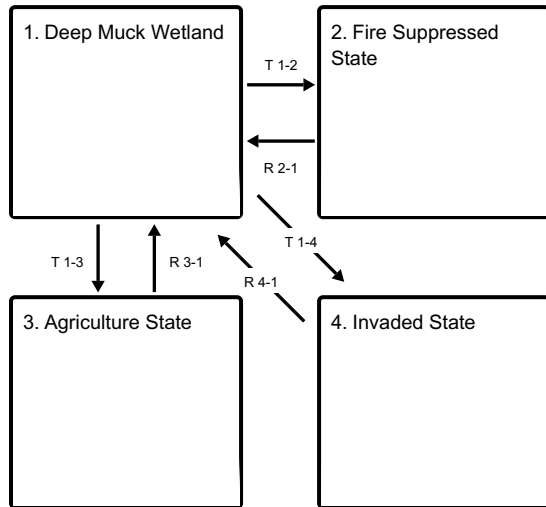 1. Deep Muck Wetland
2. Fire Suppressed
State
T 1-2
R 2-1
T 1-3
R 3-1
T 1-4
R 4-1
3. Agriculture State
4. Invaded State